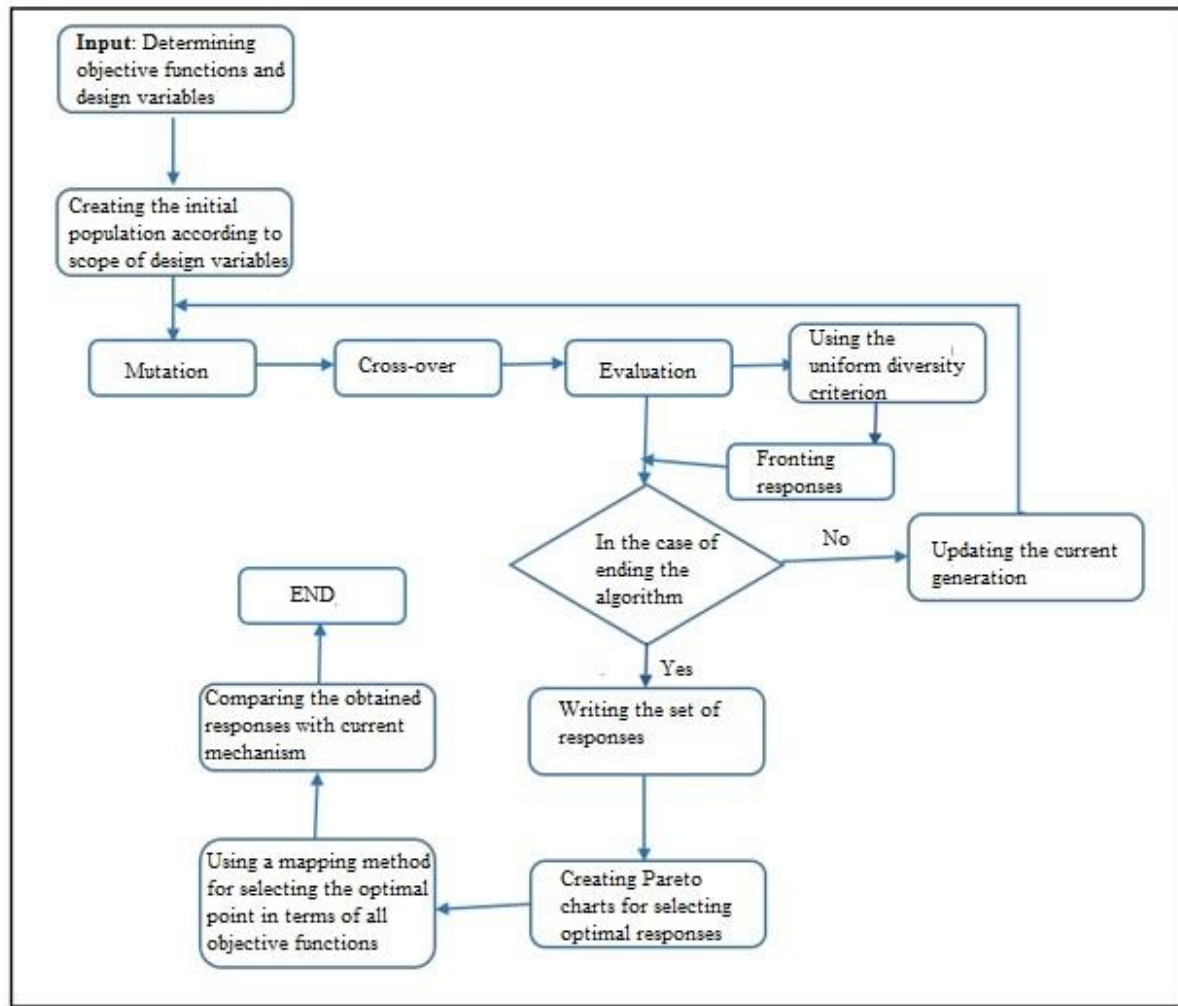 Input: Determining
objective functions and
design variables
Creating the initial
population according to
scope of design variables
Mutation
Cross-over
Evaluation
Using the
uniform diversity
criterion
Fronting
responses
In the case of
ending the
algorithm
No
Updating the current
generation
Yes
Writing the set of
responses
Creating Pareto
charts for selecting
optimal responses
Using a mapping method
for selecting the optimal
point in terms of all
objective functions
Comparing the obtained
responses with current
mechanism
END